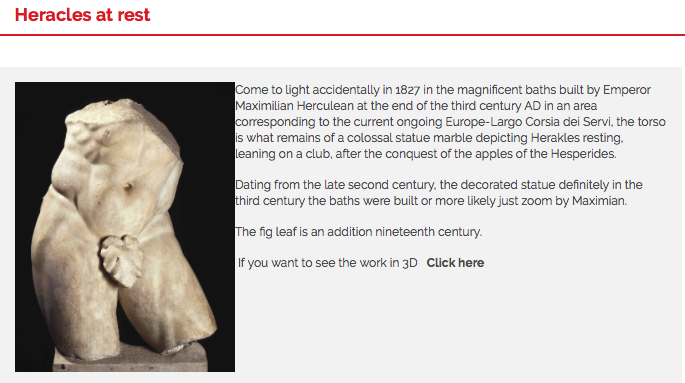 Heracles at rest
Come to light accidentally in 1827 in the magnificent baths built by Emperor
Maximilian Herculean at the end of the third century AD in an area
corresponding to the current ongoing Europe-Largo Corsia dei Servi, the torso
is what remains of a colossal statue marble depicting Herakles resting,
leaning on a club, after the conquest of the apples of the Hesperides.
Dating from the late second century, the decorated statue definitely in the
third century the baths were built or more likely just zoom by Maximian.
The fig leaf is an addition nineteenth century.
If you want to see the work in 3D Click here